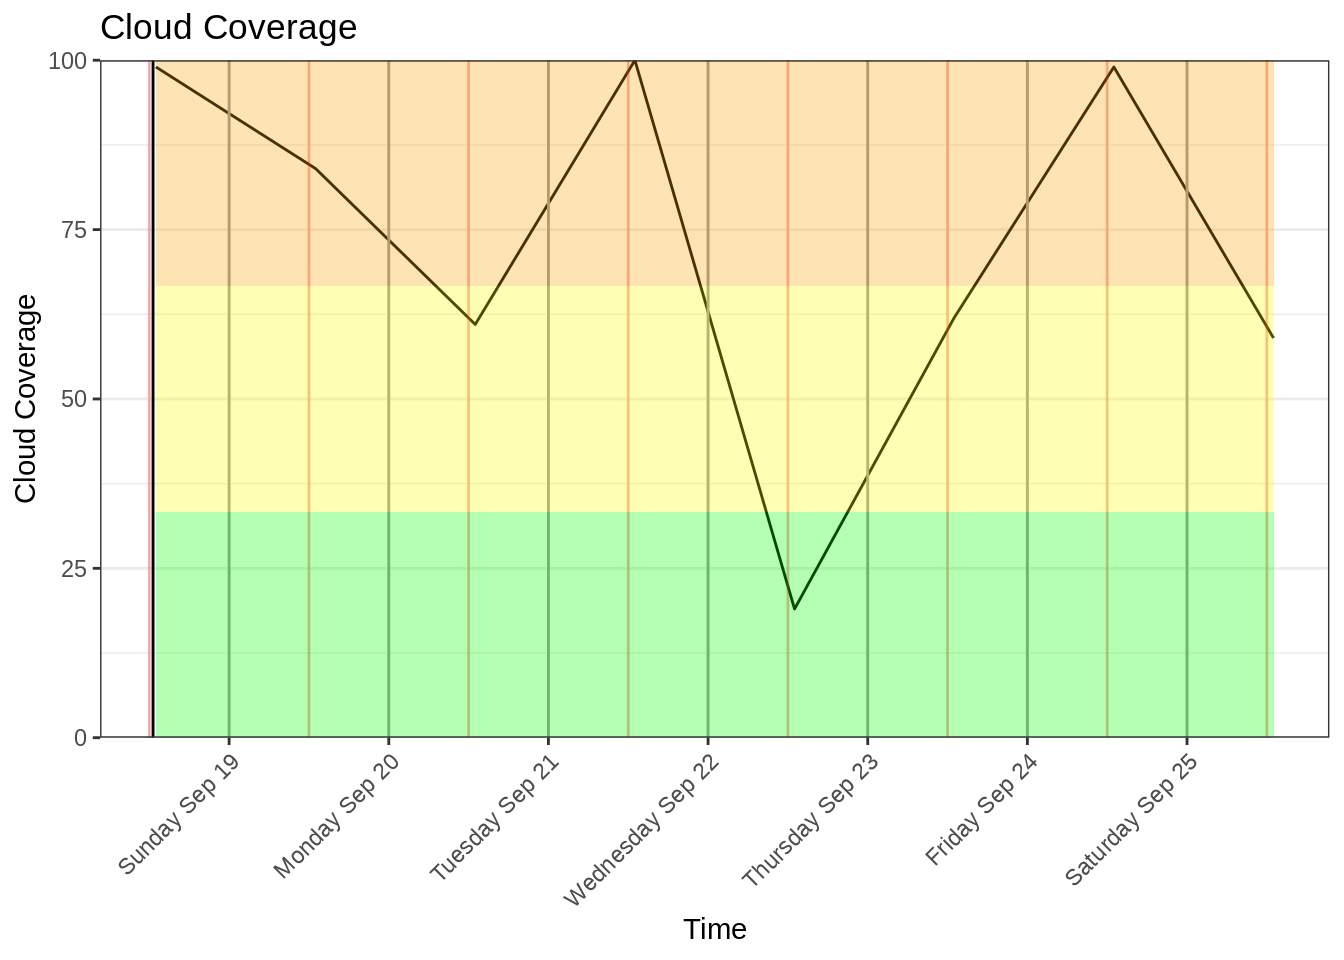 Cloud Coverage
100
75
50
25
0
Cloud Coverage
Sunday Sep 19
Monday Sep 20
Tuesday Sep 21
Wednesday Sep 22
Thursday Sep 23
Friday Sep 24
Saturday Sep 25
Time